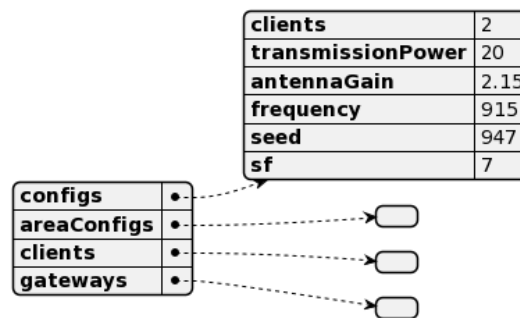 clients 2
transmissionPower 20
antennaGain 2.15
frequency 915
seed 947
sf 7
configs
areaConfigs
clients
gateways